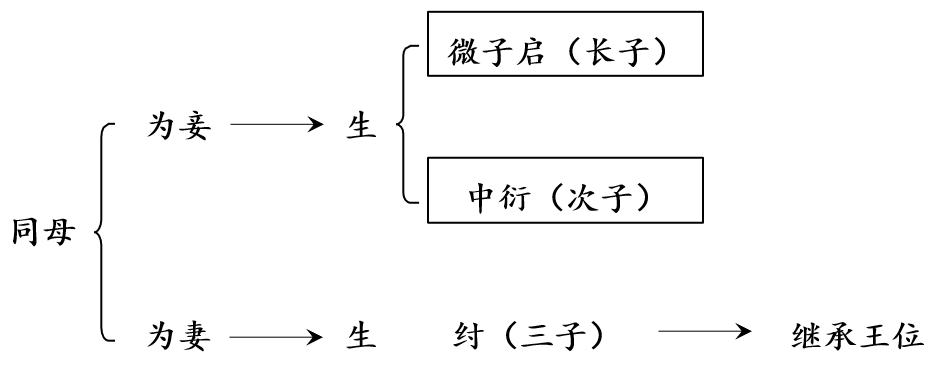 微子启（长子）
为妾 生
中衍（次子）
同母
为妻 生 纣（三子） 继承王位